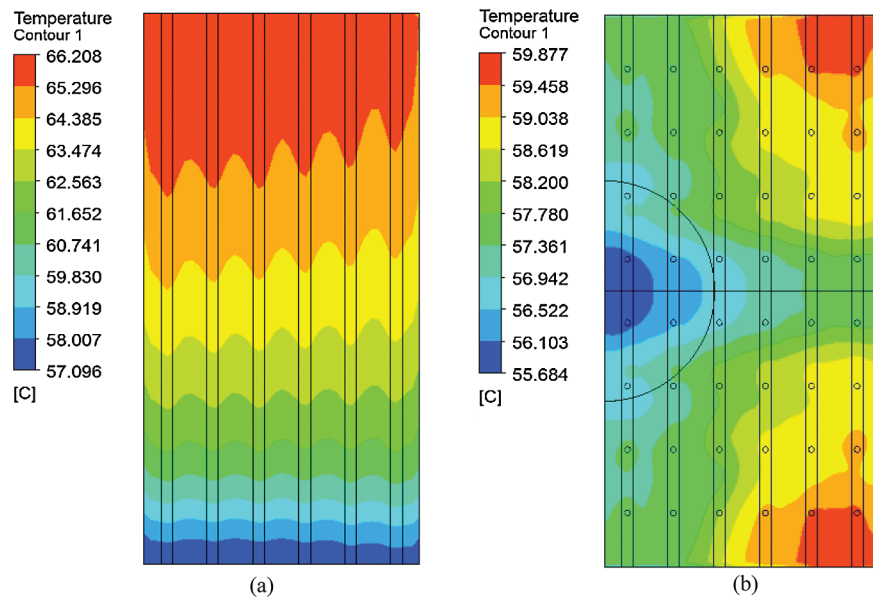 Temperature
Contour 1
66.208
65.296
64.385
63.474
62.563
61.652
60.741
59.830
58.919
58.007
57.096
[C]
(a)
Temperature
Contour 1
59.877
59.458
59.038
58.619
58.200
57.780
57.361
56.942
56.522
56.103
55.684
[C]
(b)